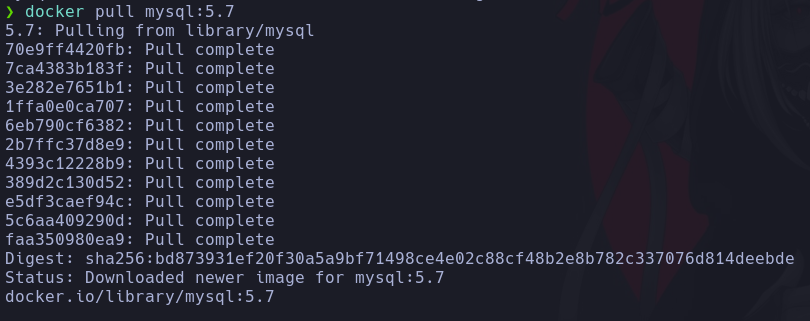 ❯ docker pull mysql:5.7
5.7: Pulling from library/mysql
70e9ff4420fb: Pull complete
7ca4383b183f: Pull complete
3e282e7651b1: Pull complete
1ffa0e0ca707: Pull complete
6eb790cf6382: Pull complete
2b7ffc37d8e9: Pull complete
4393c12228b9: Pull complete
389d2c130d52: Pull complete
e5df3caef94c: Pull complete
5c6aa409290d: Pull complete
faa350980ea9: Pull complete
Digest: sha256:bd873931ef20f30a5a9bf71498ce4e02c88cf48b2e8b782c337076d814deebde
Status: Downloaded newer image for mysql:5.7
docker.io/library/mysql:5.7